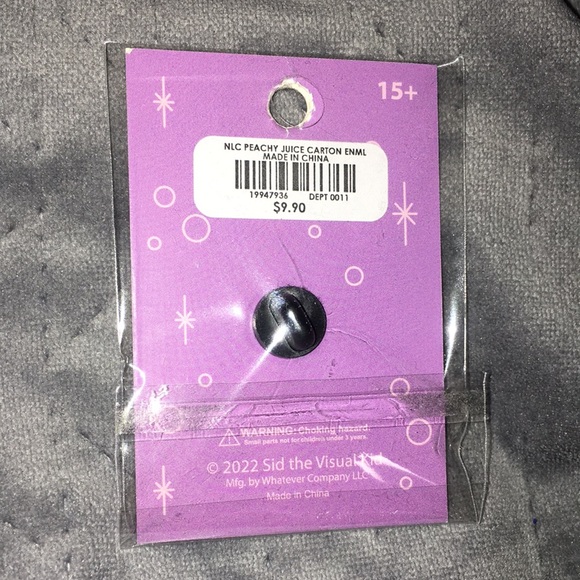 15+
NLC PEACHY JUICE CARTON ENML
MADE IN CHINA
19947936 DEPT 0011
$9.90
WARNING: Choking hazard.
Small parts not for children under 3 years.
© 2022 Sid the Visual Kid
Mfg. by Whatever Company LLC
Made in China